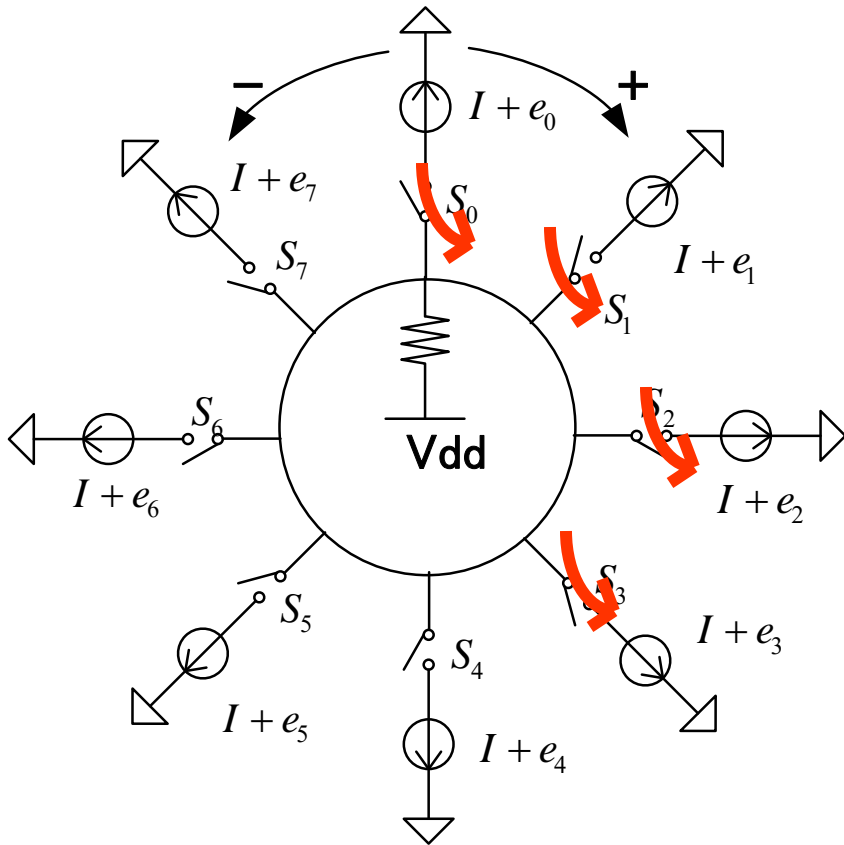 − +
I + e₀
I + e₇
S₀
I + e₁
S₇
S₁
S₆ S₂
Vdd
I + e₆ I + e₂
S₃
S₅
I + e₃
S₄
I + e₅
I + e₄